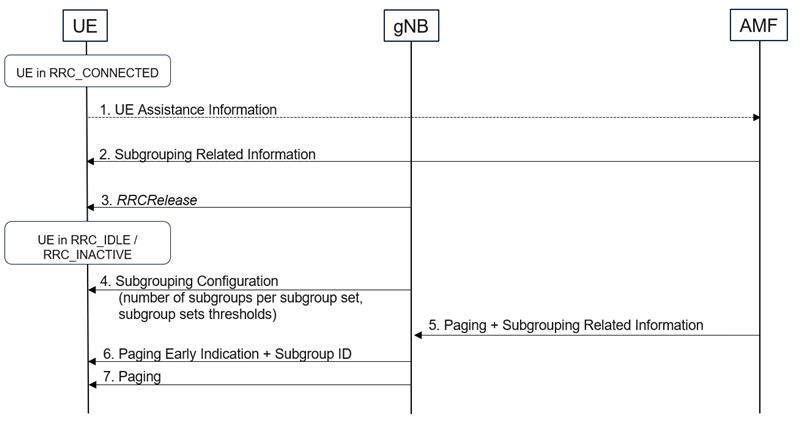 UE
gNB
AMF
UE in RRC_CONNECTED
1. UE Assistance Information
2. Subgrouping Related Information
3. RRCRelease
UE in RRC_IDLE /
RRC_INACTIVE
4. Subgrouping Configuration
(number of subgroups per subgroup set,
subgroup sets thresholds)
5. Paging + Subgrouping Related Information
6. Paging Early Indication + Subgroup ID
7. Paging